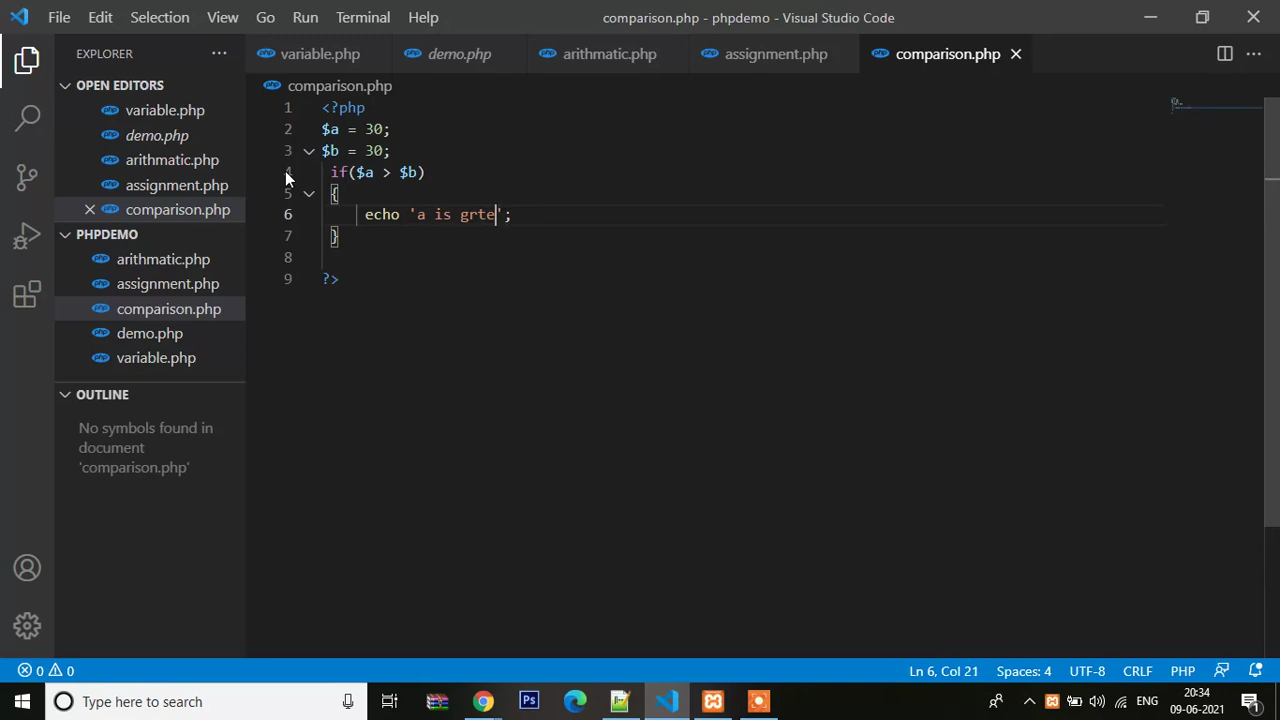 File Edit Selection View Go Run Terminal Help comparison.php - phpdemo - Visual Studio Code
EXPLORER
variable.php demo.php arithmatic.php assignment.php comparison.php
OPEN EDITORS
variable.php
demo.php
arithmatic.php
assignment.php
comparison.php
PHPDEMO
arithmatic.php
assignment.php
comparison.php
demo.php
variable.php
OUTLINE
No symbols found in
document
'comparison.php'
comparison.php
1 <?php
2 $a = 30;
3 $b = 30;
4 if($a > $b)
5 {
6 echo 'a is grte';
7 }
8
9 ?>
0 0 Ln 6, Col 21 Spaces: 4 UTF-8 CRLF PHP
Type here to search
Ps
ENG
20:34
09-06-2021
1